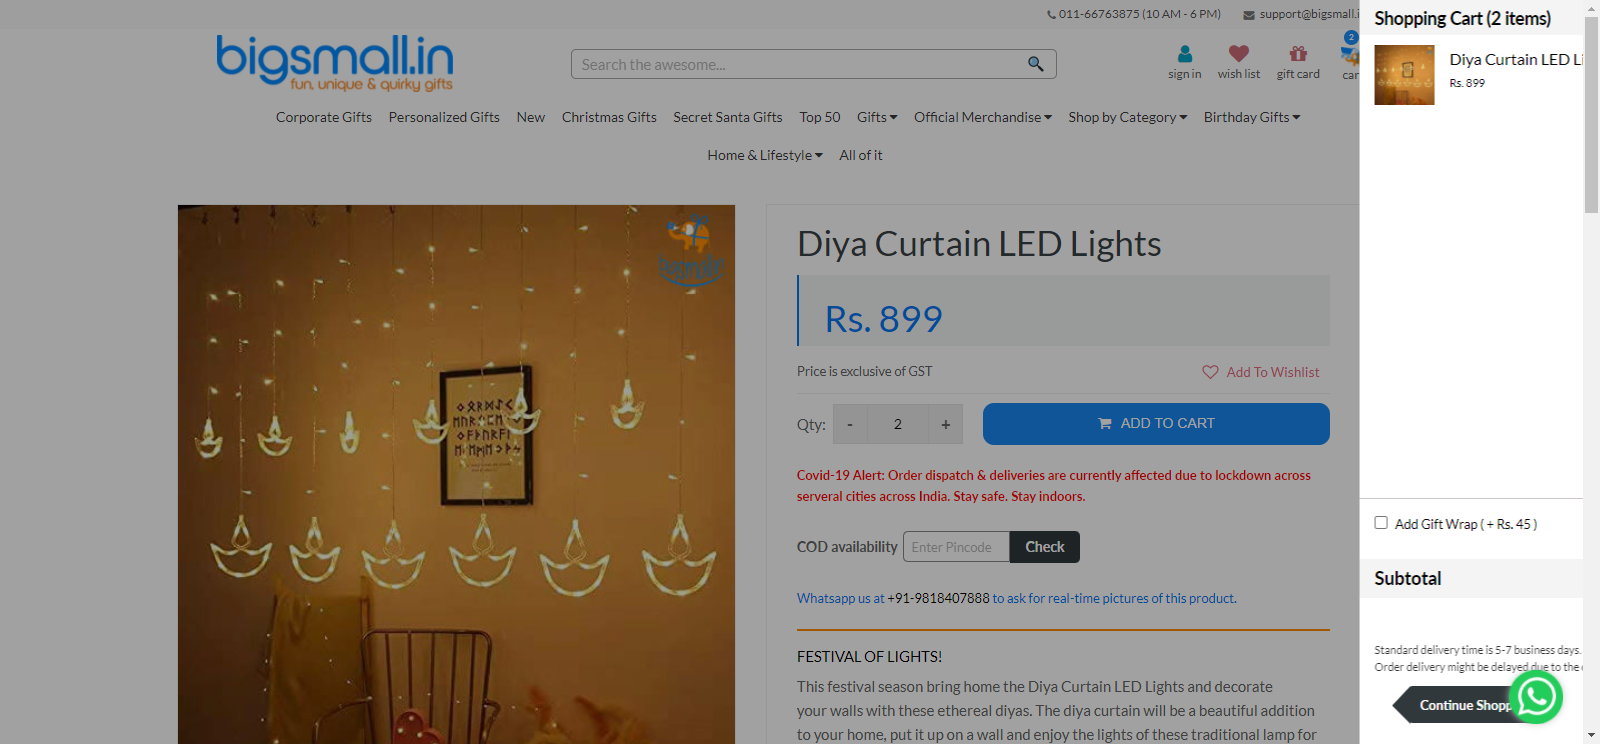 011-66763875 (10 AM - 6 PM)
support@bigsmall.i
bigsmall.in
fun, unique & quirky gifts
Search the awesome...
sign in
wish list
gift card
2
car
Corporate Gifts
Personalized Gifts
New
Christmas Gifts
Secret Santa Gifts
Top 50
Gifts
Official Merchandise
Shop by Category
Birthday Gifts
Home & Lifestyle
All of it
Diya Curtain LED Lights
Rs. 899
Price is exclusive of GST
Add To Wishlist
Qty:
-
2
+
ADD TO CART
Covid-19 Alert: Order dispatch & deliveries are currently affected due to lockdown across
serveral cities across India. Stay safe. Stay indoors.
COD availability
Enter Pincode
Check
Whatsapp us at +91-9818407888 to ask for real-time pictures of this product.
FESTIVAL OF LIGHTS!
This festival season bring home the Diya Curtain LED Lights and decorate
your walls with these ethereal diyas. The diya curtain will be a beautiful addition
to your home, put it up on a wall and enjoy the lights of these traditional lamp for
Shopping Cart (2 items)
Diya Curtain LED Li
Rs. 899
Add Gift Wrap ( + Rs. 45 )
Subtotal
Standard delivery time is 5-7 business days.
Order delivery might be delayed due to the
Continue Shopp